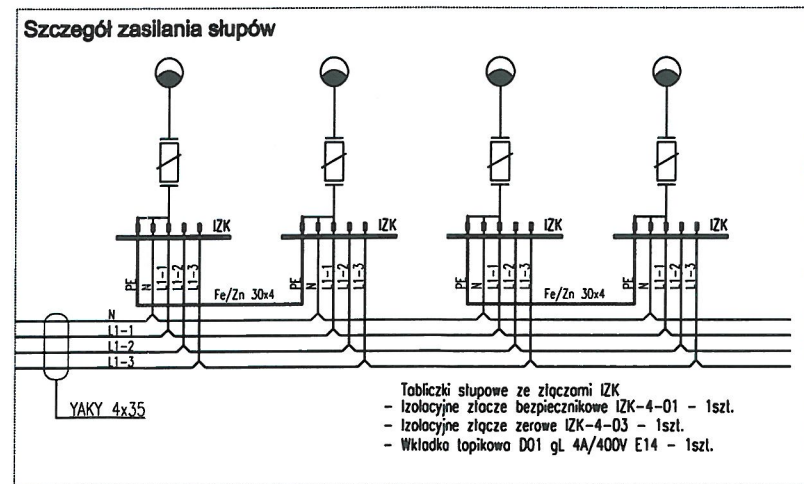 Szczegół zasilania słupów
IZK
IZK
IZK
IZK
PE
N
L1-1
L1-2
L1-3
PE
N
L1-1
L1-2
L1-3
PE
N
L1-1
L1-2
L1-3
PE
N
L1-1
L1-2
L1-3
Fe/Zn 30x4
Fe/Zn 30x4
N
L1-1
L1-2
L1-3
YAKY 4x35
Tabliczki słupowe ze złączami IZK
- Izolacyjne złącze bezpiecznikowe IZK-4-01 - 1szt.
- Izolacyjne złącze zerowe IZK-4-03 - 1szt.
- Wkładka topikowa D01 gL 4A/400V E14 - 1szt.